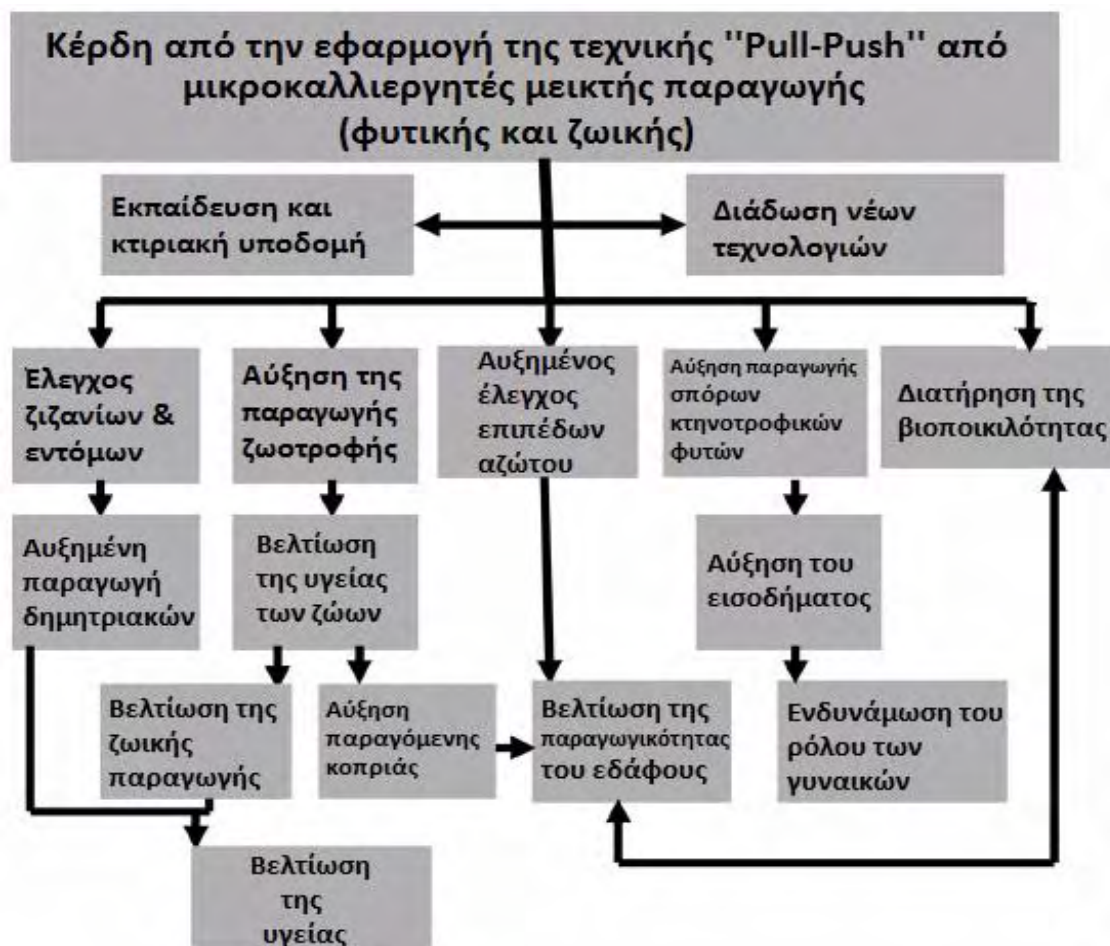 Κέρδη από την εφαρμογή της τεχνικής ''Pull-Push'' από
μικροκαλλιεργητές μεικτής παραγωγής
(φυτικής και ζωικής)
Εκπαίδευση και
κτιριακή υποδομή
Διάδωση νέων
τεχνολογιών
Έλεγχος
ζιζανίων &
εντόμων
Αύξηση της
παραγωγής
ζωοτροφής
Αυξημένος
έλεγχος
επιπέδων
αζώτου
Αύξηση παραγωγής
σπόρων
κτηνοτροφικών
φυτών
Διατήρηση της
βιοποικιλότητας
Αυξημένη
παραγωγή
δημητριακών
Βελτίωση
της υγείας
των ζώων
Αύξηση του
εισοδήματος
Βελτίωση της
ζωικής
παραγωγής
Αύξηση
παραγόμενης
κοπριάς
Βελτίωση της
παραγωγικότητας
του εδάφους
Ενδυνάμωση του
ρόλου των
γυναικών
Βελτίωση
της
υγείας